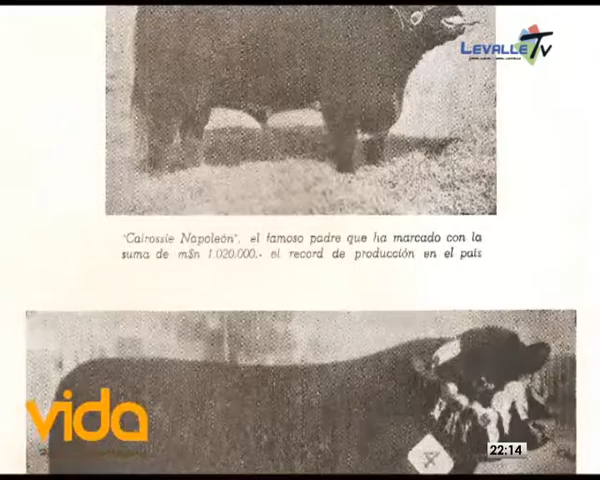 LEVALLE TV
"Cairossie Napoleón", el famoso padre que ha marcado con la
suma de m$n 1.020.000.- el record de producción en el país
vida
22:14